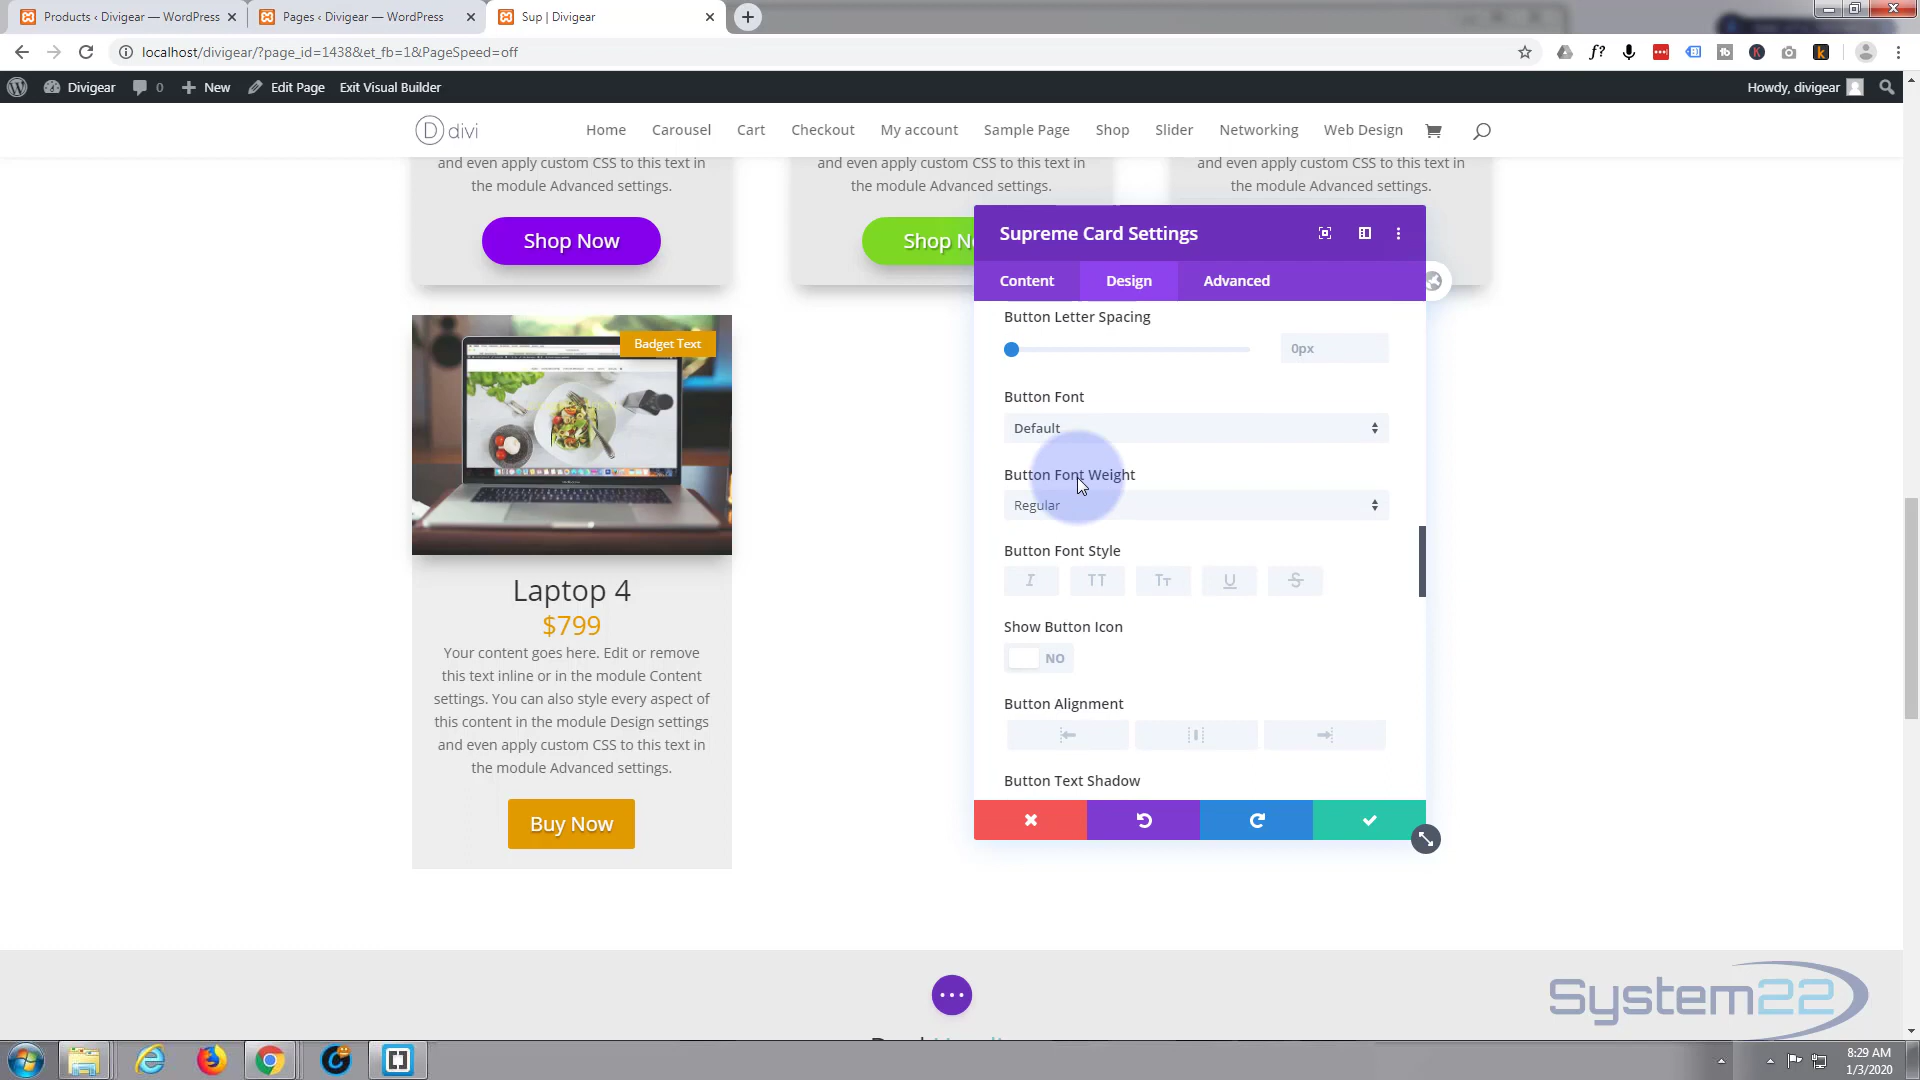 Products ‹ Divigear — WordPress
Pages ‹ Divigear — WordPress
Sup | Divigear
localhost/divigear/?page_id=1438&et_fb=1&PageSpeed=off
Divigear
0
New
Edit Page
Exit Visual Builder
Howdy, divigear
divi
Home
Carousel
Cart
Checkout
My account
Sample Page
Shop
Slider
Networking
Web Design
and even apply custom CSS to this text in
the module Advanced settings.
and even apply custom CSS to this text in
the module Advanced settings.
and even apply custom CSS to this text in
the module Advanced settings.
Shop Now
Shop N
Supreme Card Settings
Content
Design
Advanced
Button Letter Spacing
0px
Button Font
Default
Button Font Weight
Regular
Button Font Style
I
TT
Tт
U
S
Show Button Icon
NO
Button Alignment
Button Text Shadow
Badget Text
Laptop 4
$799
Your content goes here. Edit or remove
this text inline or in the module Content
settings. You can also style every aspect of
this content in the module Design settings
and even apply custom CSS to this text in
the module Advanced settings.
Buy Now
System22
8:29 AM
1/3/2020